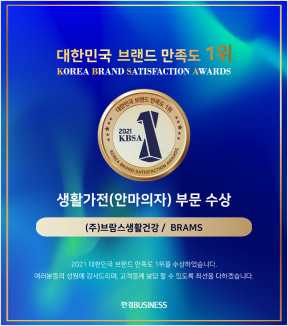 대한민국 브랜드 만족도 1위
KOREA BRAND SATISFACTION AWARDS
대한민국 브랜드 만족도 1위
2021
KBSA
1
KOREA BRAND SATISFACTION AWARDS
생활가전(안마의자) 부문 수상
(주)브람스생활건강 / BRAMS
2021 대한민국 브랜드 만족도 1위를 수상하였습니다.
여러분들의 성원에 감사드리며, 고객들께 보답 할 수 있도록 최선을 다하겠습니다.
한경BUSINESS